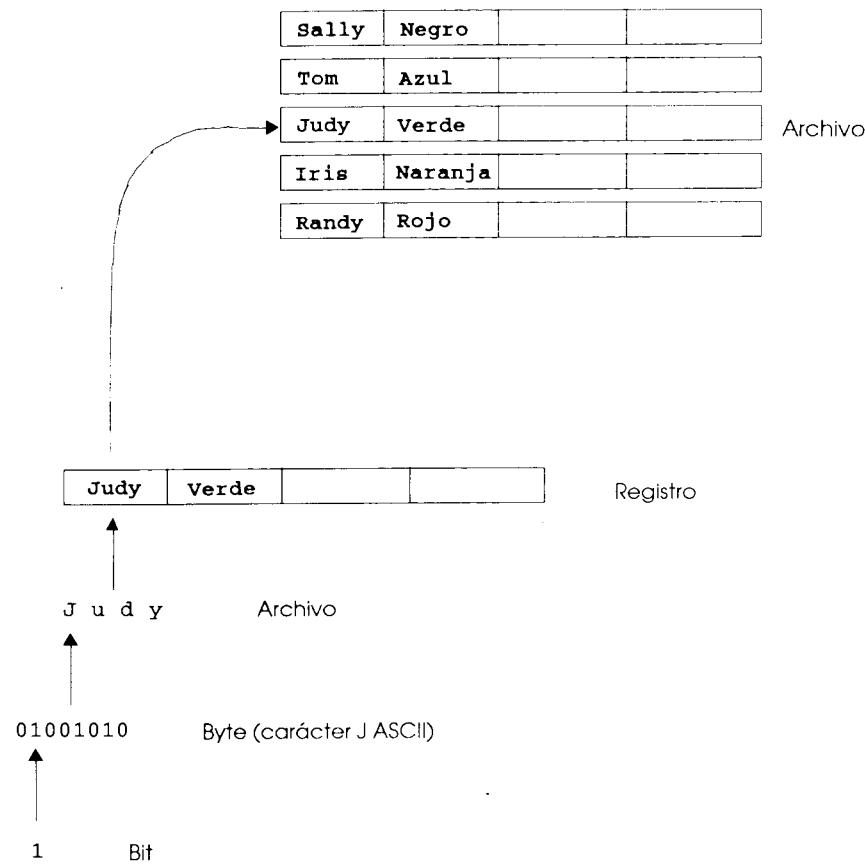 Sally Negro
Tom Azul
Judy Verde Archivo
Iris Naranja
Randy Rojo
Judy Verde Registro
J u d y Archivo
01001010 Byte (carácter J ASCII)
1 Bit